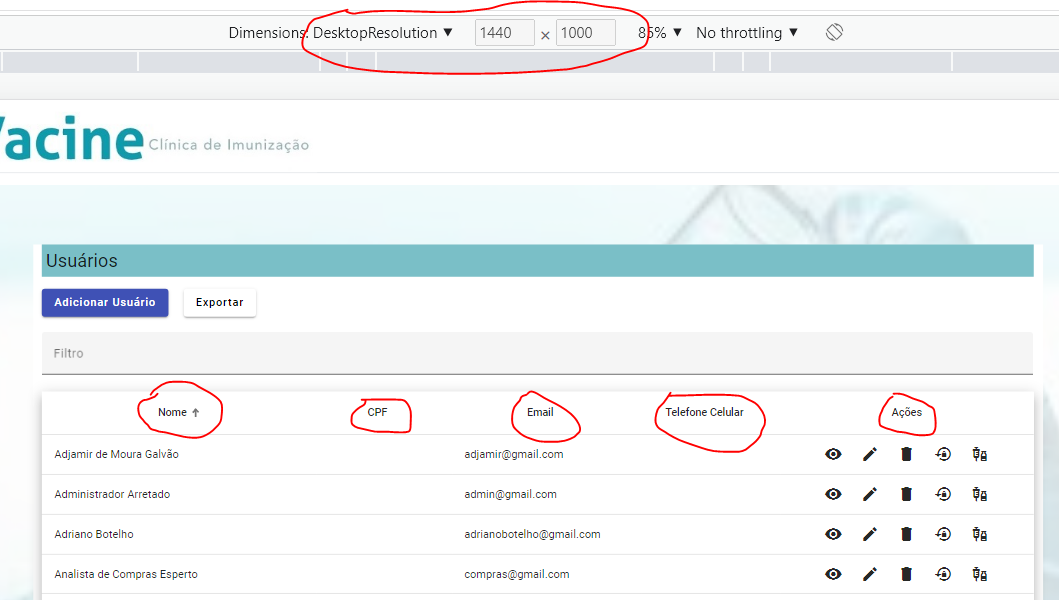 Dimensions: DesktopResolution ▼ 1440 × 1000 85% ▼ No throttling ▼
Vacine Clínica de Imunização
Usuários
Adicionar Usuário Exportar
Filtro
Nome ↑ CPF Email Telefone Celular Ações
Adjamir de Moura Galvão adjamir@gmail.com
Administrador Arretado admin@gmail.com
Adriano Botelho adrianobotelho@gmail.com
Analista de Compras Esperto compras@gmail.com